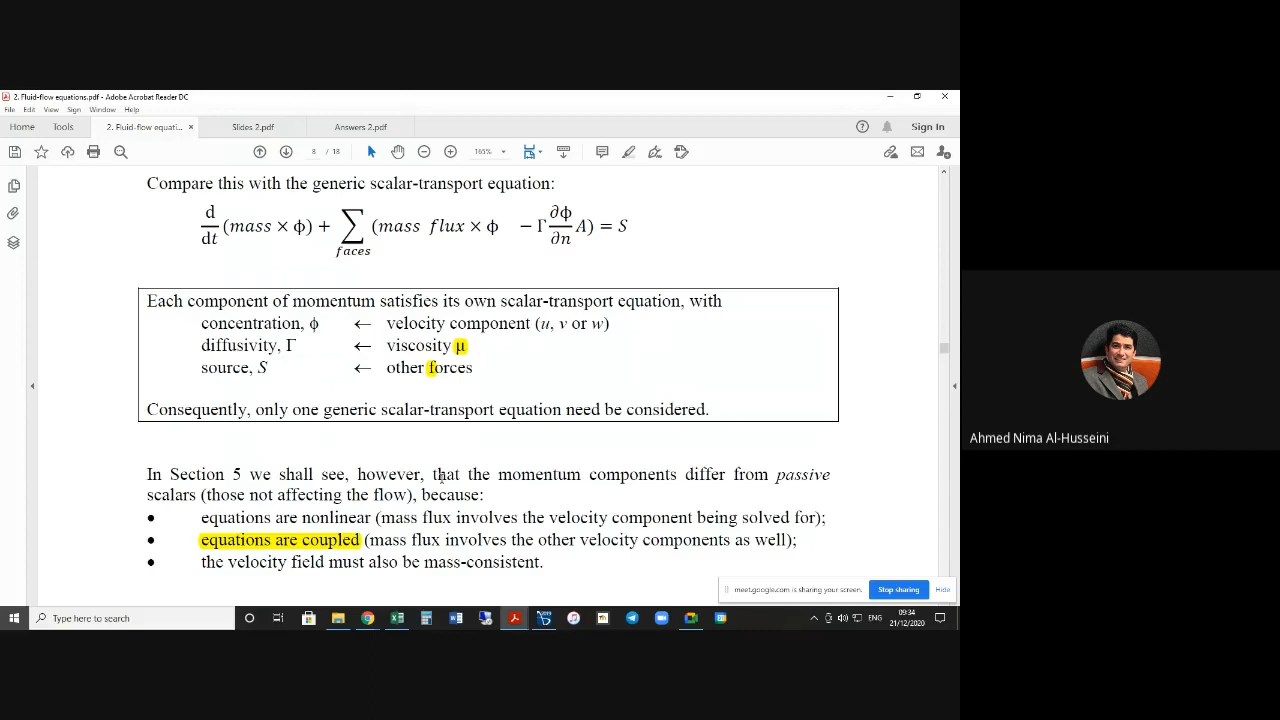 2. Fluid-flow equations.pdf - Adobe Acrobat Reader DC
File Edit View Sign Window Help
Home Tools 2. Fluid-flow equati... × Slides 2.pdf Answers 2.pdf Sign In
8 / 18 165%
Compare this with the generic scalar-transport equation:
d/dt (mass × ϕ) + ∑faces (mass flux × ϕ − Γ ∂ϕ/∂n A) = S
Each component of momentum satisfies its own scalar-transport equation, with
concentration, ϕ ← velocity component (u, v or w)
diffusivity, Γ ← viscosity μ
source, S ← other forces
Consequently, only one generic scalar-transport equation need be considered.
Ahmed Nima Al-Husseini
In Section 5 we shall see, however, that the momentum components differ from passive
scalars (those not affecting the flow), because:
• equations are nonlinear (mass flux involves the velocity component being solved for);
• equations are coupled (mass flux involves the other velocity components as well);
• the velocity field must also be mass-consistent.
meet.google.com is sharing your screen. Stop sharing Hide
Type here to search ENG 09:34
21/12/2020